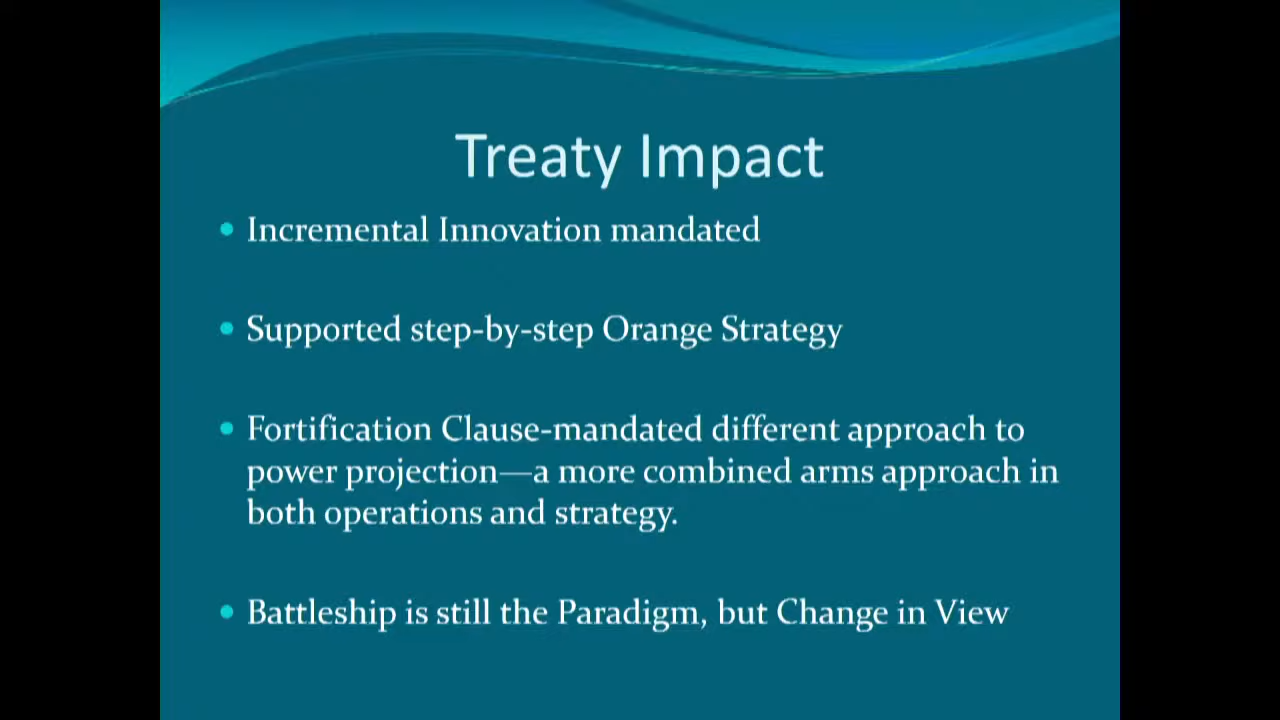 Treaty Impact
• Incremental Innovation mandated
• Supported step-by-step Orange Strategy
• Fortification Clause-mandated different approach to
power projection—a more combined arms approach in
both operations and strategy.
• Battleship is still the Paradigm, but Change in View